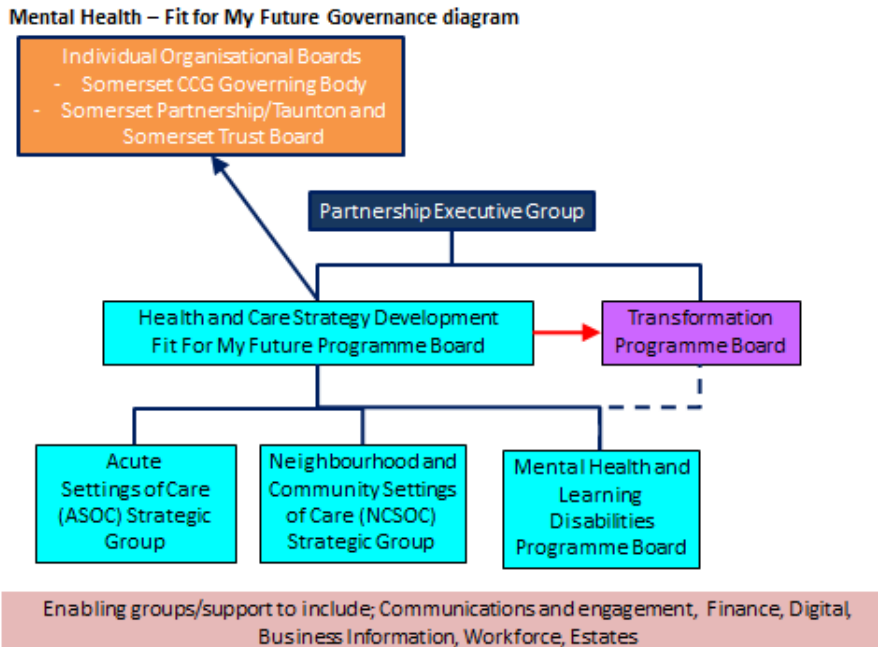 Mental Health – Fit for My Future Governance diagram
Individual Organisational Boards
- Somerset CCG Governing Body
- Somerset Partnership/Taunton and
Somerset Trust Board
Partnership Executive Group
Health and Care Strategy Development
Fit For My Future Programme Board
Transformation
Programme Board
Acute
Settings of Care
(ASOC) Strategic
Group
Neighbourhood and
Community Settings
of Care (NCSOC)
Strategic Group
Mental Health and
Learning
Disabilities
Programme Board
Enabling groups/support to include; Communications and engagement, Finance, Digital,
Business Information, Workforce, Estates